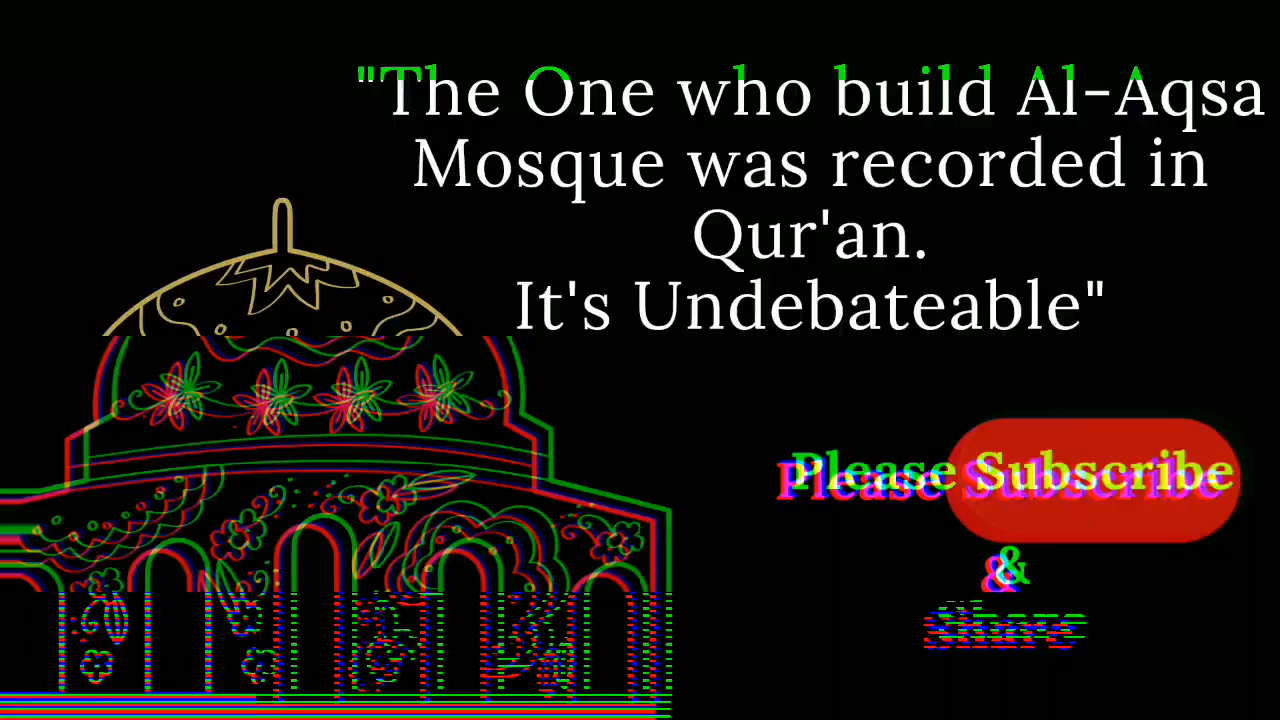 "The One who build Al-Aqsa
Mosque was recorded in
Qur'an.
It's Undebateable"
Please Subscribe
&
Share